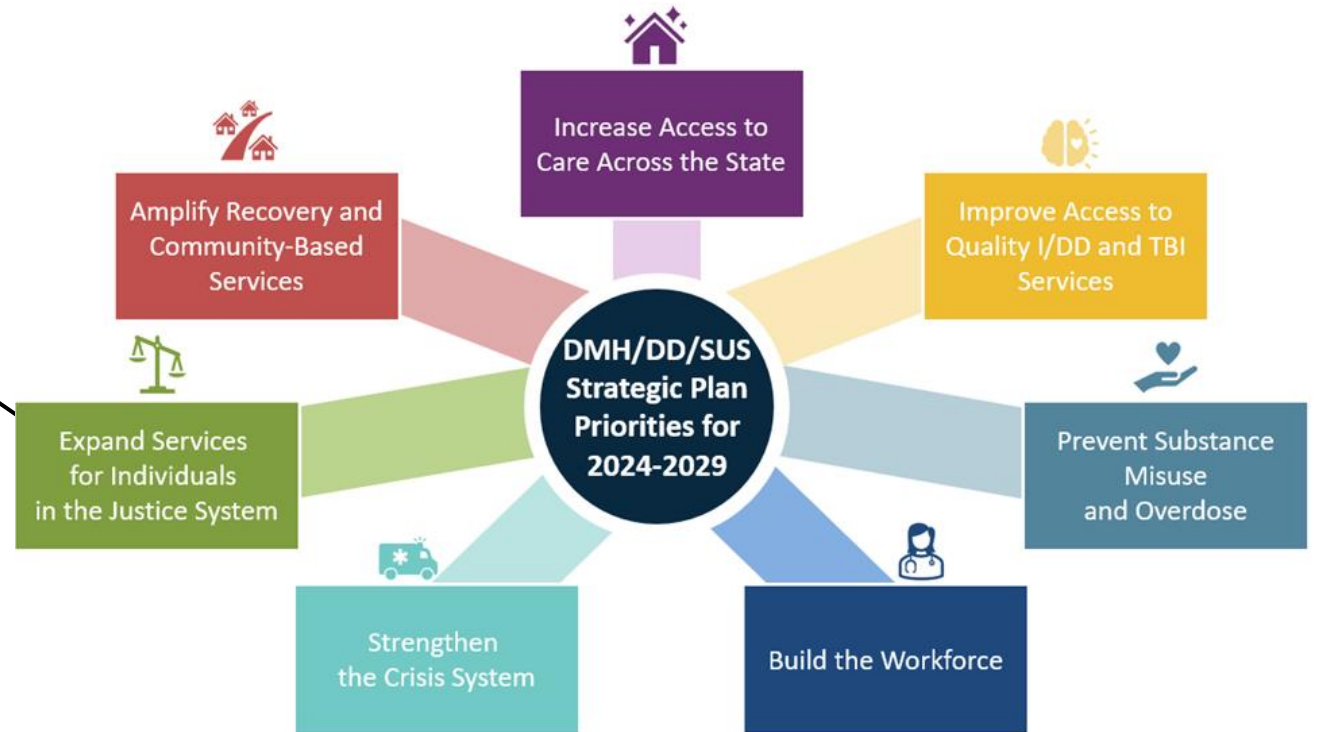 Increase Access to
Care Across the State
Amplify Recovery and
Community-Based
Services
Improve Access to
Quality I/DD and TBI
Services
DMH/DD/SUS
Strategic Plan
Priorities for
2024-2029
Expand Services
for Individuals
in the Justice System
Prevent Substance
Misuse
and Overdose
Strengthen
the Crisis System
Build the Workforce